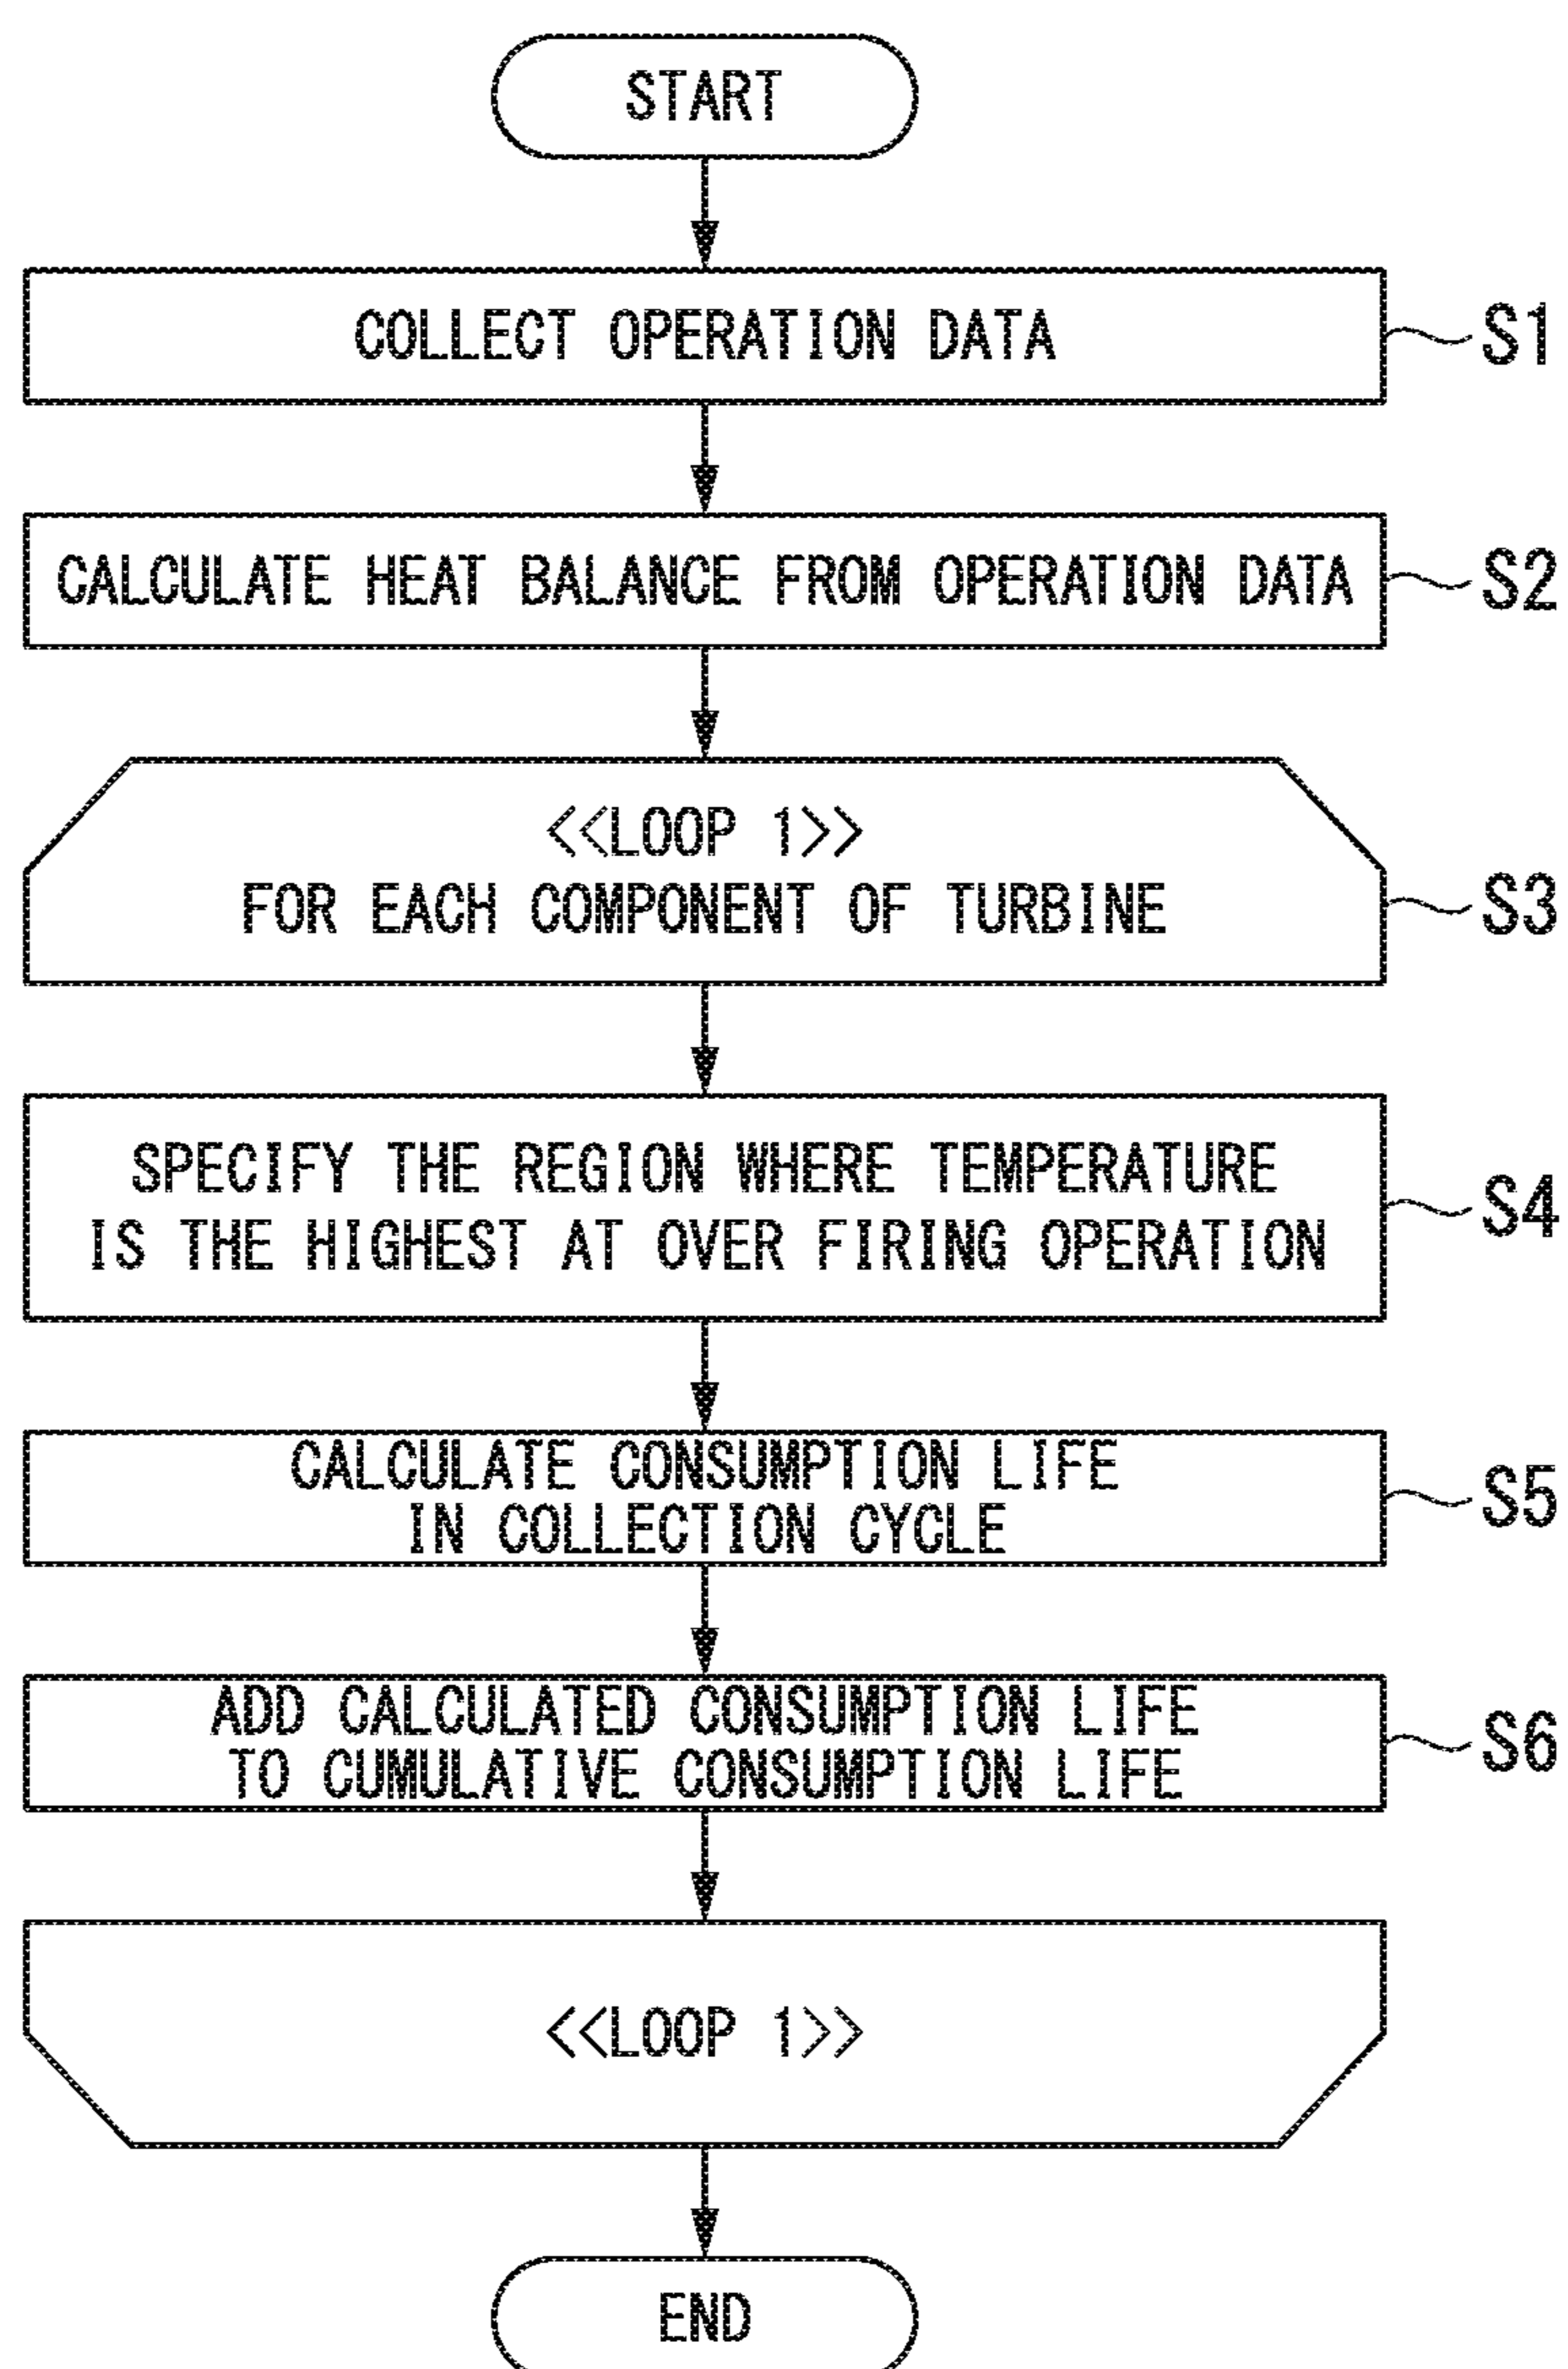 START
COLLECT OPERATION DATA
S1
CALCULATE HEAT BALANCE FROM OPERATION DATA
S2
<<LOOP 1>>
FOR EACH COMPONENT OF TURBINE
S3
SPECIFY THE REGION WHERE TEMPERATURE
IS THE HIGHEST AT OVER FIRING OPERATION
S4
CALCULATE CONSUMPTION LIFE
IN COLLECTION CYCLE
S5
ADD CALCULATED CONSUMPTION LIFE
TO CUMULATIVE CONSUMPTION LIFE
S6
<<LOOP 1>>
END